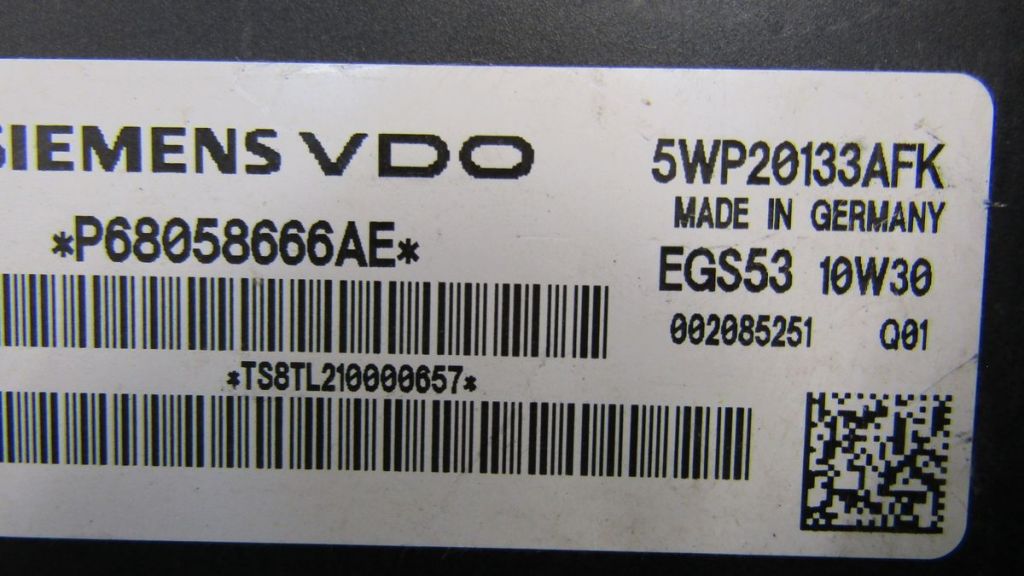 SIEMENS VDO
5WP20133AFK
MADE IN GERMANY
*P68058666AE*
EGS53 10W30
002085251 Q01
*TS8TL210000657*